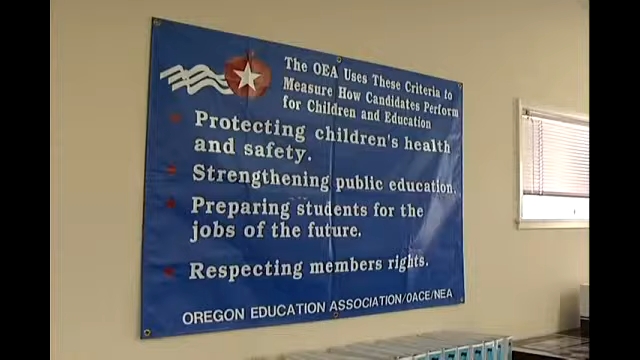 The OEA Uses These Criteria to
Measure How Candidates Perform
for Children and Education
Protecting children's health
and safety.
Strengthening public education.
Preparing students for the
jobs of the future.
Respecting members rights.
OREGON EDUCATION ASSOCIATION/OACE/NEA